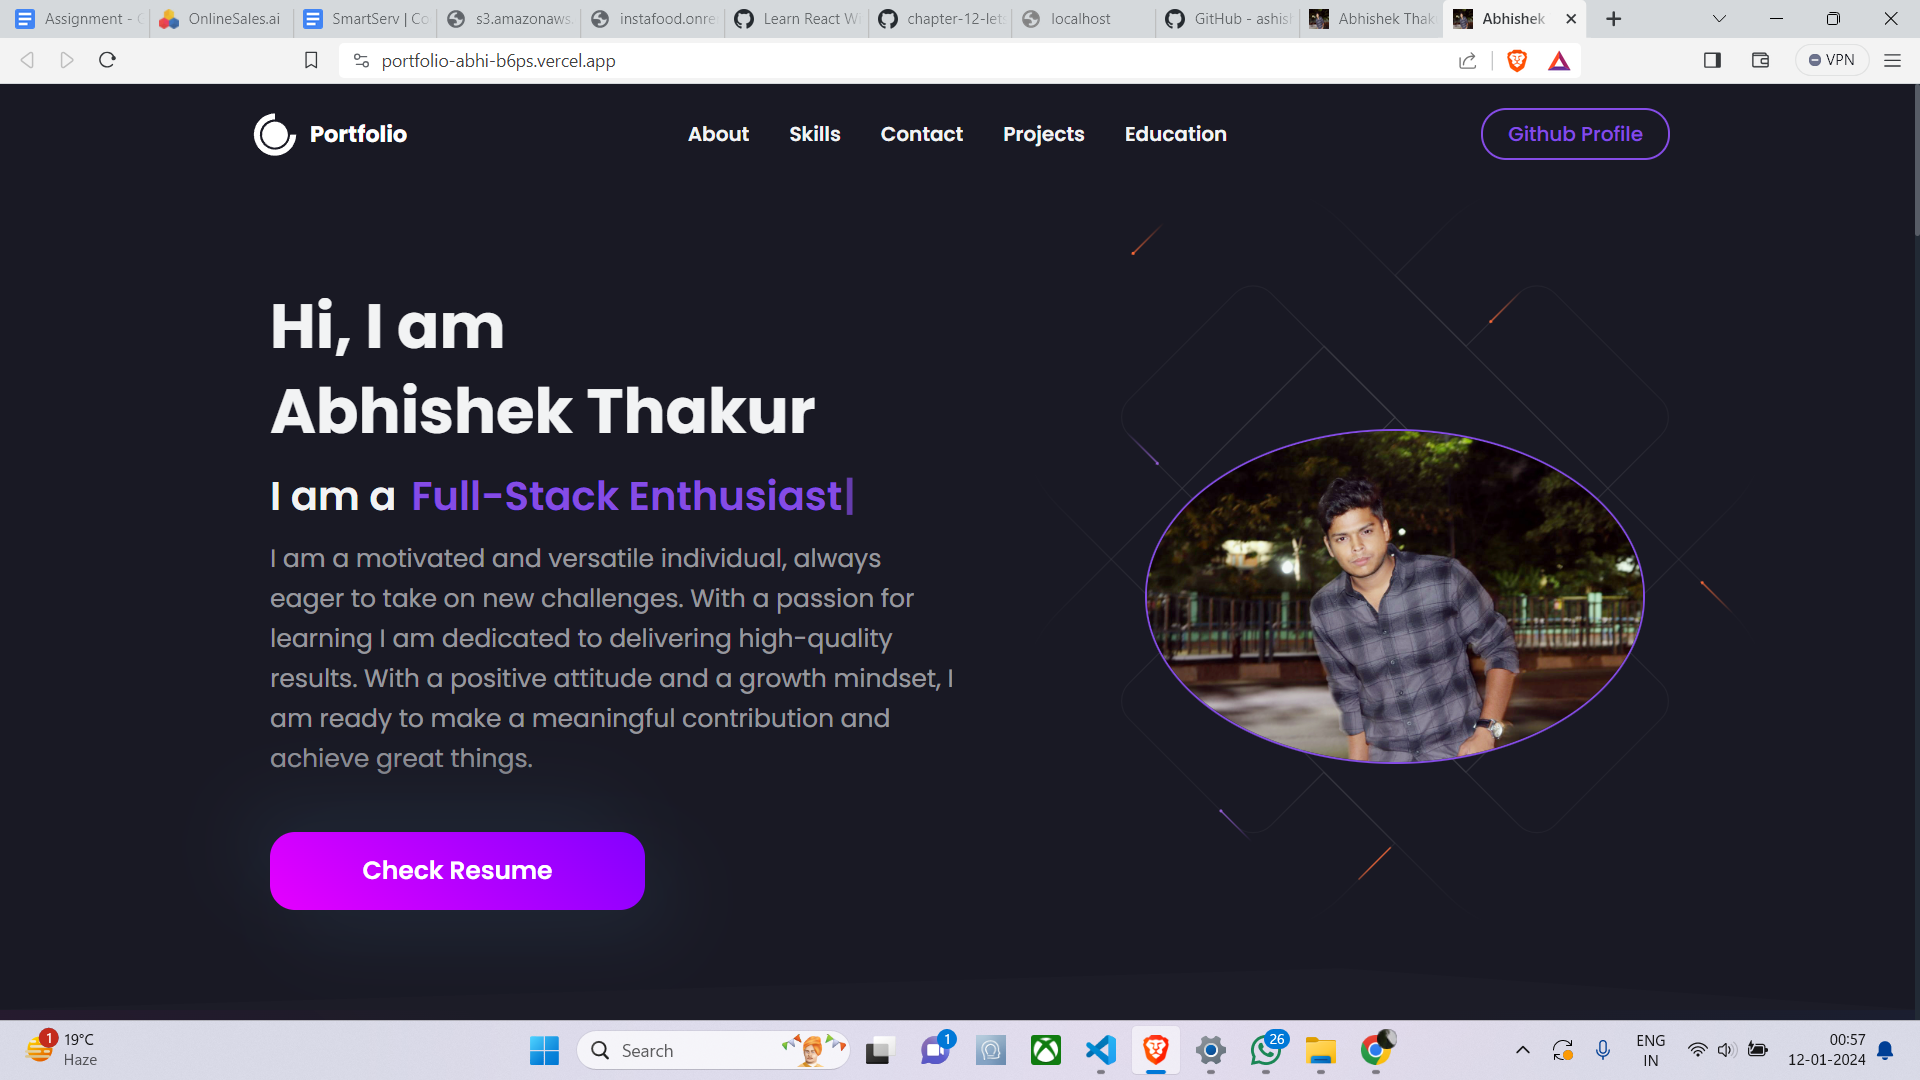 Assignment - 
OnlineSales.ai
SmartServ | Co
s3.amazonaws.
instafood.onre
Learn React Wi
chapter-12-lets
localhost
GitHub - ashish
Abhishek Thak
Abhishek
portfolio-abhi-b6ps.vercel.app
VPN
Portfolio
About
Skills
Contact
Projects
Education
Github Profile
Hi, I am
Abhishek Thakur
I am a Full-Stack Enthusiast|
I am a motivated and versatile individual, always
eager to take on new challenges. With a passion for
learning I am dedicated to delivering high-quality
results. With a positive attitude and a growth mindset, I
am ready to make a meaningful contribution and
achieve great things.
Check Resume
1
19°C
Haze
Search
1
26
ENG
IN
00:57
12-01-2024